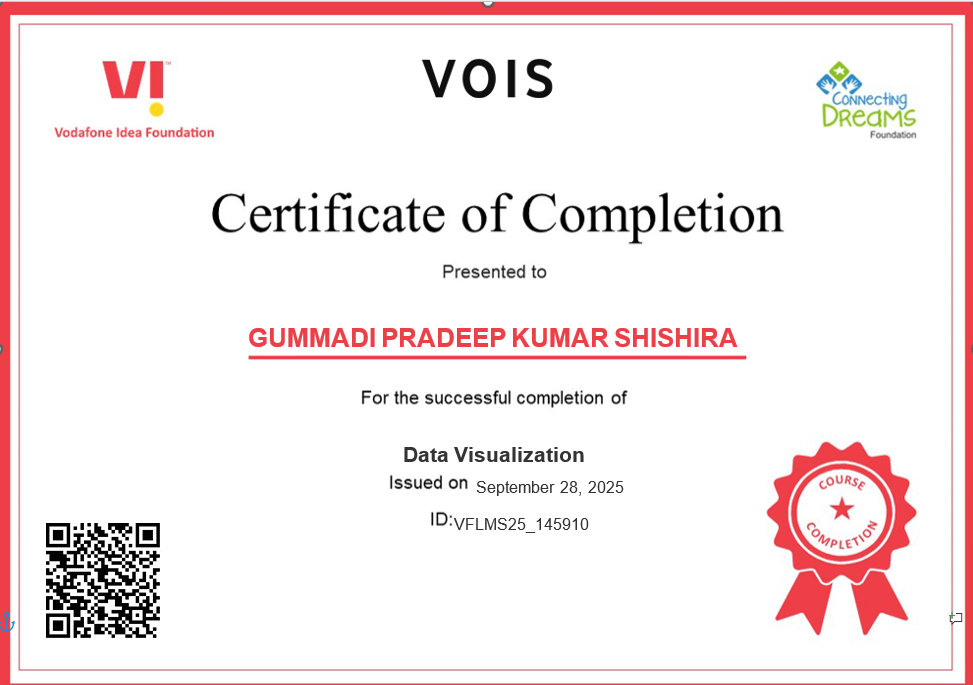 VI™
Vodafone Idea Foundation
VOIS
Connecting
Dreams
Foundation
Certificate of Completion
Presented to
GUMMADI PRADEEP KUMAR SHISHIRA
For the successful completion of
Data Visualization
Issued on September 28, 2025
ID:VFLMS25_145910
COURSE
COMPLETION